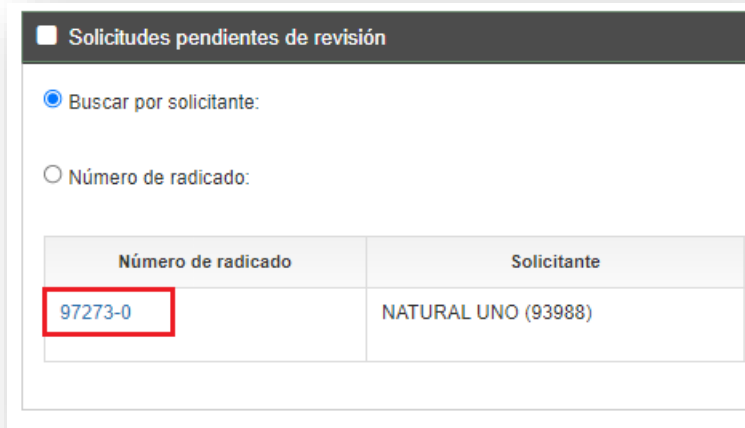 Solicitudes pendientes de revisión
Buscar por solicitante:
Número de radicado:
Número de radicado Solicitante
97273-0 NATURAL UNO (93988)